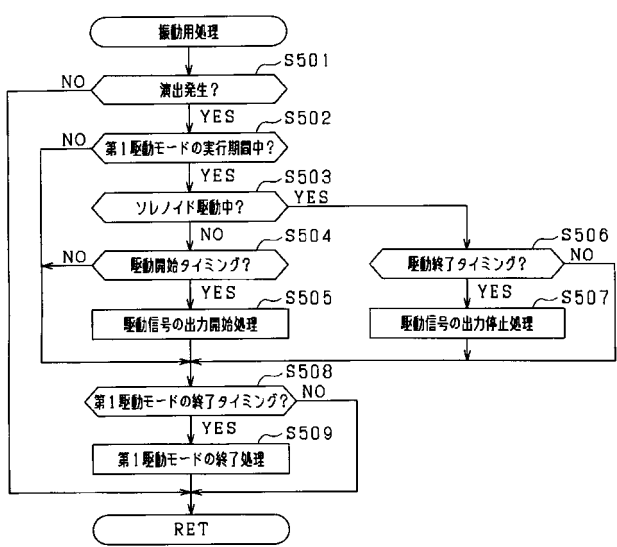 振動用処理
S501
演出発生?
NO
YES
S502
第1駆動モードの実行期間中?
NO
YES
S503
ソレノイド駆動中?
YES
NO
S504
駆動開始タイミング?
NO
YES
S505
駆動信号の出力開始処理
S506
駆動終了タイミング?
NO
YES
S507
駆動信号の出力停止処理
S508
第1駆動モードの終了タイミング?
NO
YES
S509
第1駆動モードの終了処理
RET